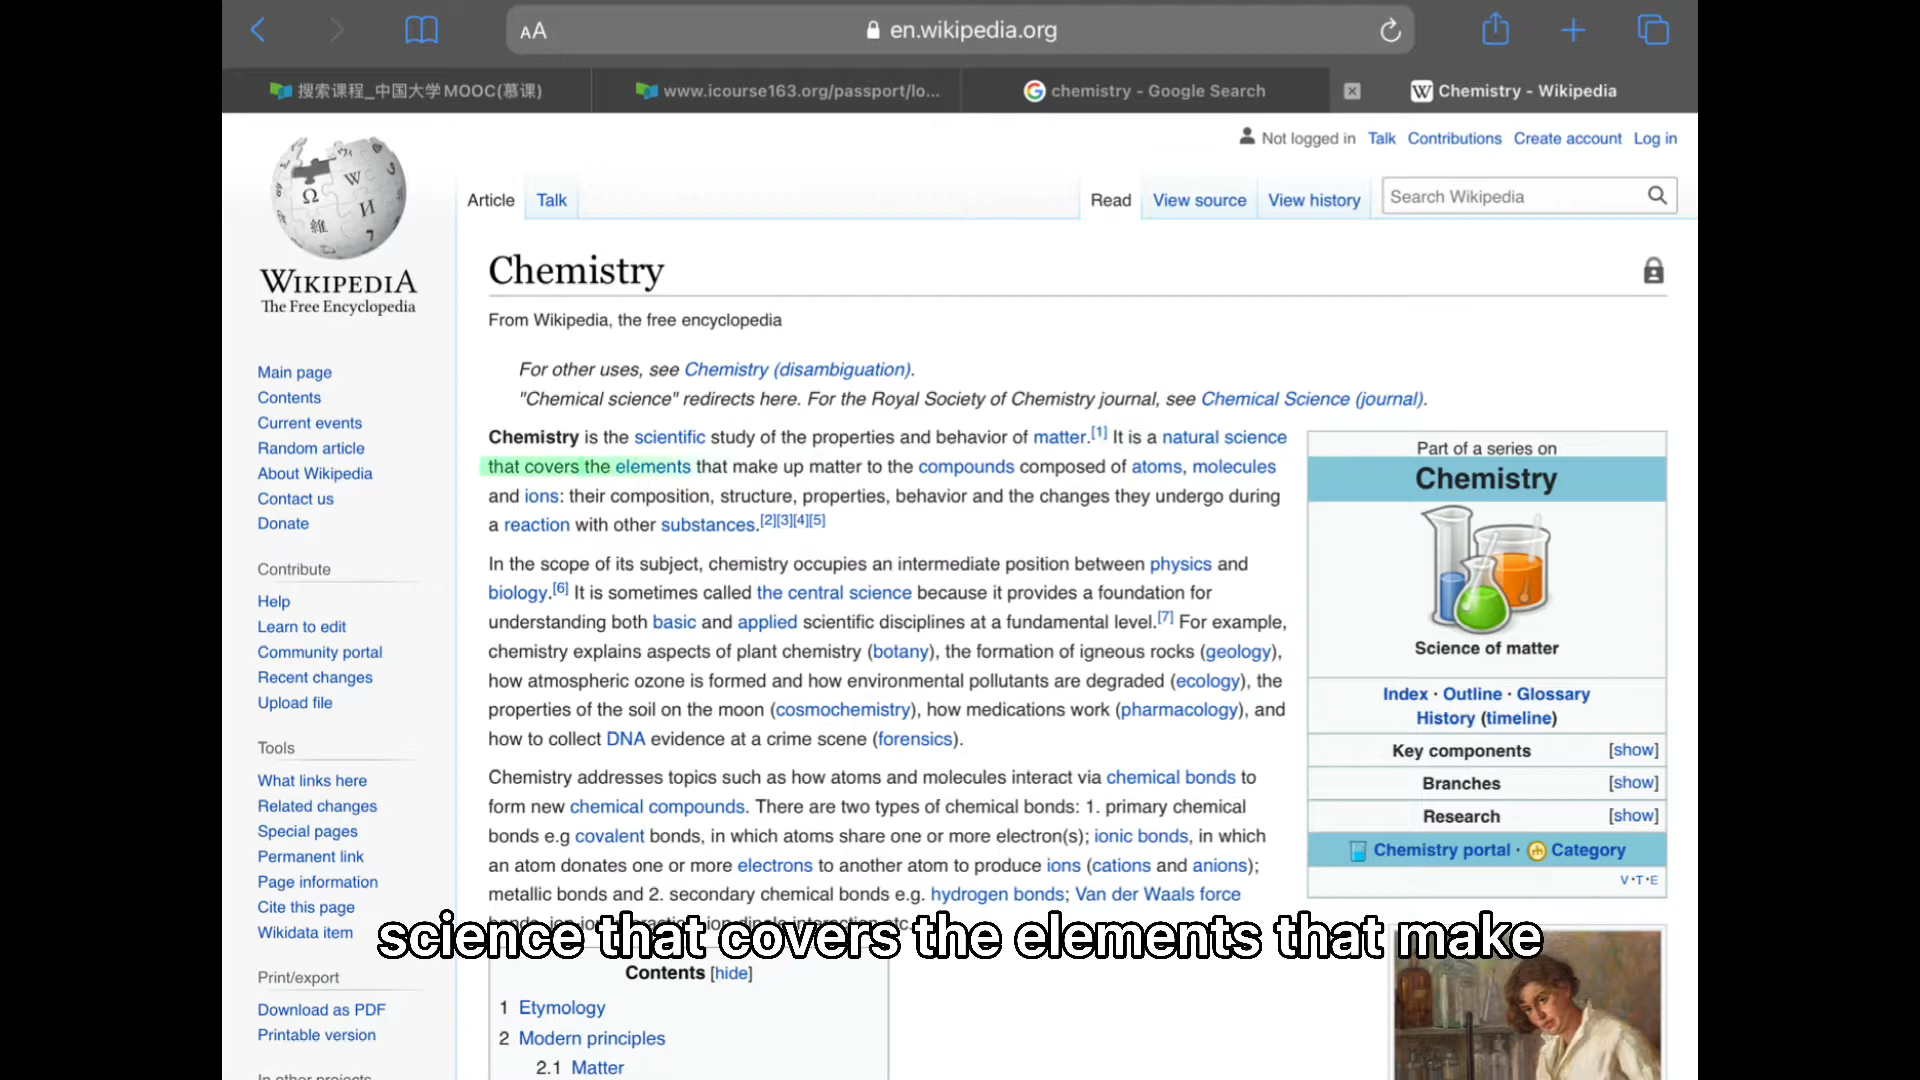 AA en.wikipedia.org
搜索课程_中国大学MOOC(慕课) www.icourse163.org/passport/lo... chemistry - Google Search Chemistry - Wikipedia
Not logged in Talk Contributions Create account Log in
Article Talk Read View source View history Search Wikipedia
WIKIPEDIA
The Free Encyclopedia
Main page
Contents
Current events
Random article
About Wikipedia
Contact us
Donate
Contribute
Help
Learn to edit
Community portal
Recent changes
Upload file
Tools
What links here
Related changes
Special pages
Permanent link
Page information
Cite this page
Wikidata item
Print/export
Download as PDF
Printable version
In other projects
Chemistry
From Wikipedia, the free encyclopedia
For other uses, see Chemistry (disambiguation).
"Chemical science" redirects here. For the Royal Society of Chemistry journal, see Chemical Science (journal).
Chemistry is the scientific study of the properties and behavior of matter.[1] It is a natural science
that covers the elements that make up matter to the compounds composed of atoms, molecules
and ions: their composition, structure, properties, behavior and the changes they undergo during
a reaction with other substances.[2][3][4][5]
In the scope of its subject, chemistry occupies an intermediate position between physics and
biology.[6] It is sometimes called the central science because it provides a foundation for
understanding both basic and applied scientific disciplines at a fundamental level.[7] For example,
chemistry explains aspects of plant chemistry (botany), the formation of igneous rocks (geology),
how atmospheric ozone is formed and how environmental pollutants are degraded (ecology), the
properties of the soil on the moon (cosmochemistry), how medications work (pharmacology), and
how to collect DNA evidence at a crime scene (forensics).
Chemistry addresses topics such as how atoms and molecules interact via chemical bonds to
form new chemical compounds. There are two types of chemical bonds: 1. primary chemical
bonds e.g covalent bonds, in which atoms share one or more electron(s); ionic bonds, in which
an atom donates one or more electrons to another atom to produce ions (cations and anions);
metallic bonds and 2. secondary chemical bonds e.g. hydrogen bonds; Van der Waals force
bonds, ion-ion interaction, ion-dipole interaction etc.
science that covers the elements that make
Contents [hide]
1 Etymology
2 Modern principles
2.1 Matter
Part of a series on
Chemistry
Science of matter
Index · Outline · Glossary
History (timeline)
Key components [show]
Branches [show]
Research [show]
Chemistry portal · Category
V·T·E